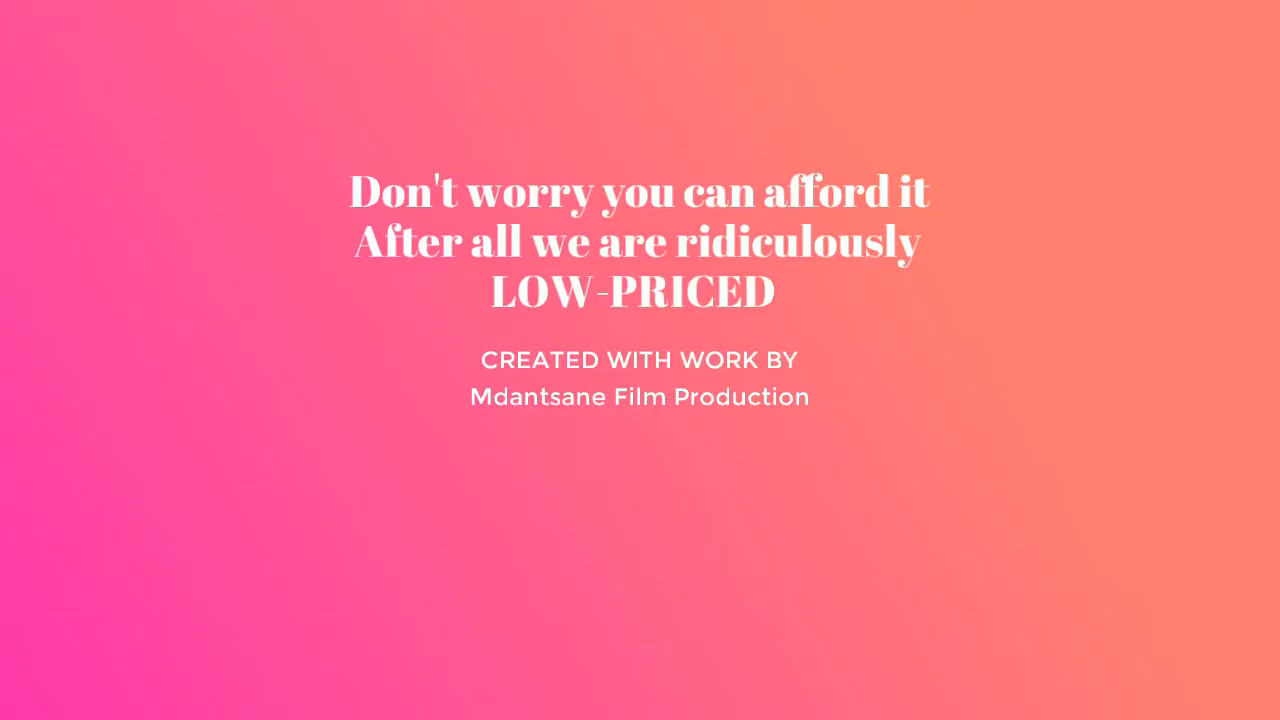 Don't worry you can afford it
After all we are ridiculously
LOW-PRICED
CREATED WITH WORK BY
Mdantsane Film Production